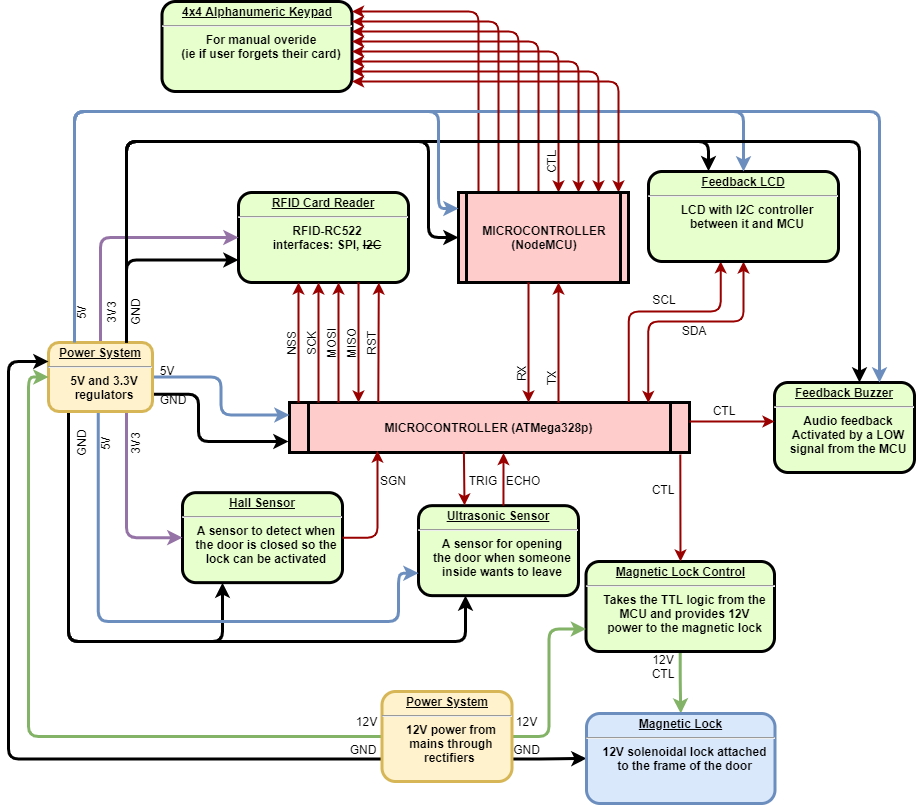 4x4 Alphanumeric Keypad
For manual overide
(ie if user forgets their card)
CTL
RFID Card Reader
RFID-RC522
interfaces: SPI, I2C
MICROCONTROLLER
(NodeMCU)
Feedback LCD
LCD with I2C controller
between it and MCU
5V
3V3
GND
NSS
SCK
MOSI
MISO
RST
RX
TX
SCL
SDA
Power System
5V and 3.3V
regulators
5V
GND
GND
5V
3V3
MICROCONTROLLER (ATMega328p)
CTL
Feedback Buzzer
Audio feedback
Activated by a LOW
signal from the MCU
SGN
TRIG
ECHO
CTL
Hall Sensor
A sensor to detect when
the door is closed so the
lock can be activated
Ultrasonic Sensor
A sensor for opening
the door when someone
inside wants to leave
Magnetic Lock Control
Takes the TTL logic from the
MCU and provides 12V
power to the magnetic lock
12V
CTL
Power System
12V power from
mains through
rectifiers
12V
GND
12V
GND
Magnetic Lock
12V solenoidal lock attached
to the frame of the door